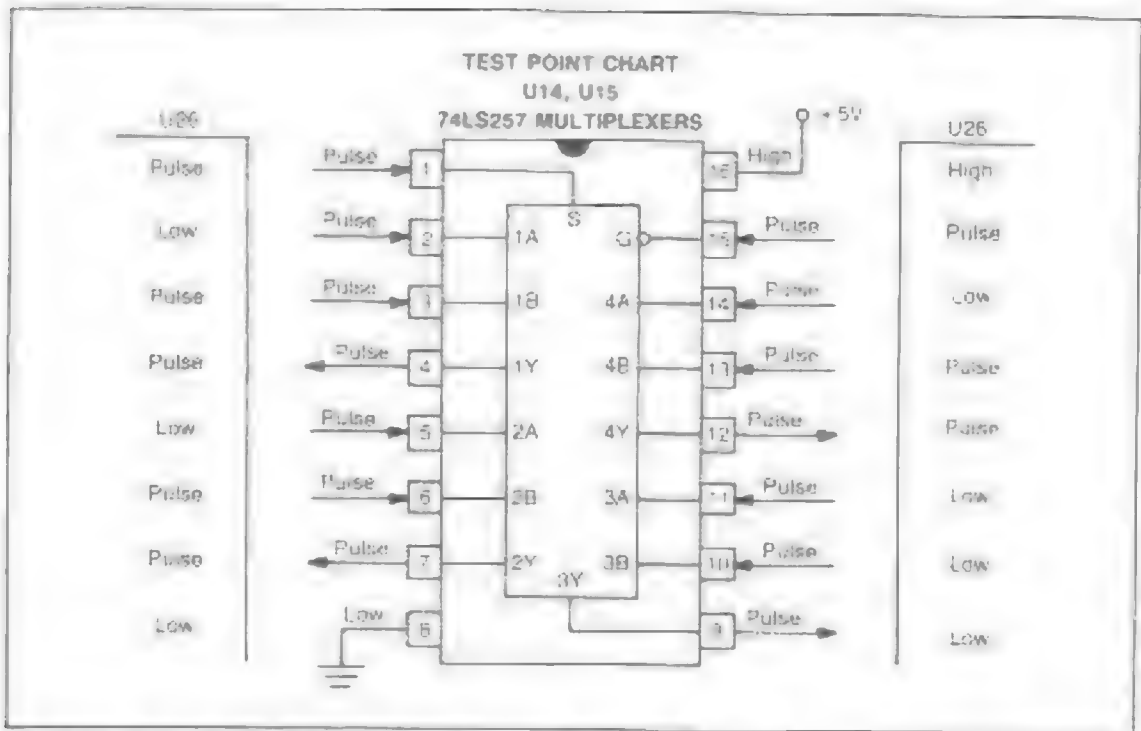 TEST POINT CHART
U14, U15
74LS257 MULTIPLEXERS
U26
Pulse
Low
Pulse
Pulse
Low
Pulse
Pulse
Low
Pulse 1
Pulse 2 1A
Pulse 3 1B
Pulse 4 1Y
Pulse 5 2A
Pulse 6 2B
Pulse 7 2Y
Low 8
S
3Y
16 High + 5V
G 15 Pulse
4A 14 Pulse
4B 13 Pulse
4Y 12 Pulse
3A 11 Pulse
3B 10 Pulse
9 Pulse
U26
High
Pulse
Low
Pulse
Pulse
Low
Low
Low